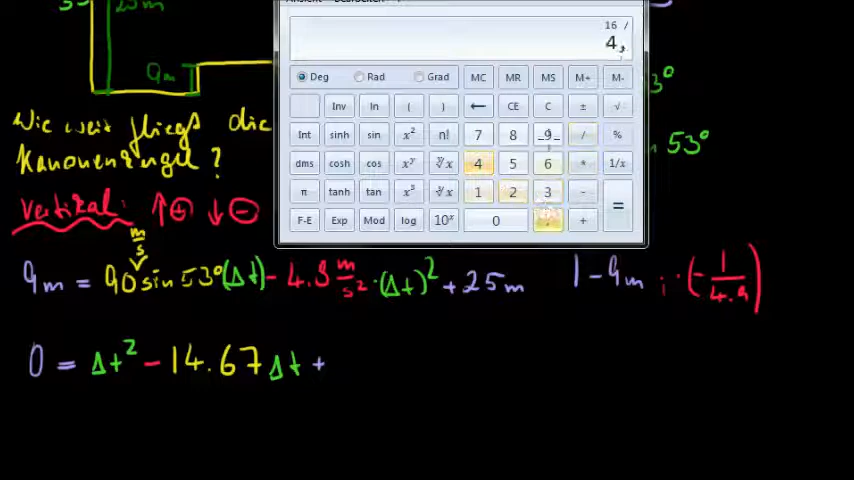 25m
9m
Wie weit fliegt die
Kanonenkugel?
53°
Vertikal: ↑⊕ ↓⊖
9m = 90 m/s sin 53° (Δt) - 4.9 m/s² · (Δt)² + 25m | - 9m ; · (- 1/4.9)
0 = Δt² - 14.67 Δt +
16 /
4,
Deg Rad Grad MC MR MS M+ M-
Inv ln ( ) ← CE C ± √
Int sinh sin x² n! 7 8 9 / %
dms cosh cos xʸ ʸ√x 4 5 6 * 1/x
π tanh tan x³ ³√x 1 2 3 - =
F-E Exp Mod log 10ˣ 0 , +